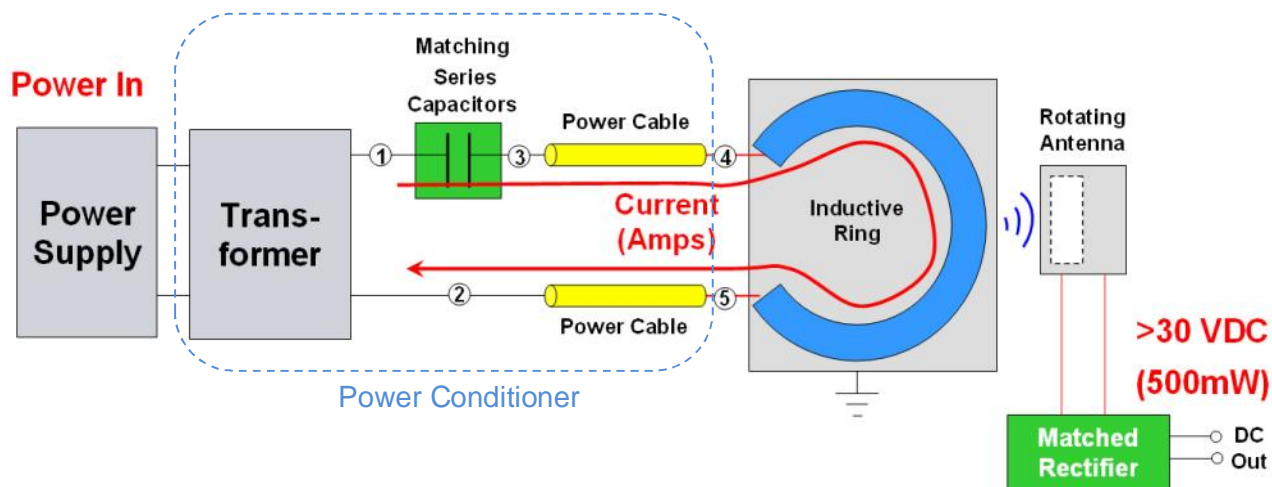 Power In
Power
Supply
Trans-
former
Matching
Series
Capacitors
1
3
Power Cable
4
Current
(Amps)
2
Power Cable
5
Power Conditioner
Inductive
Ring
Rotating
Antenna
>30 VDC
(500mW)
Matched
Rectifier
DC
Out